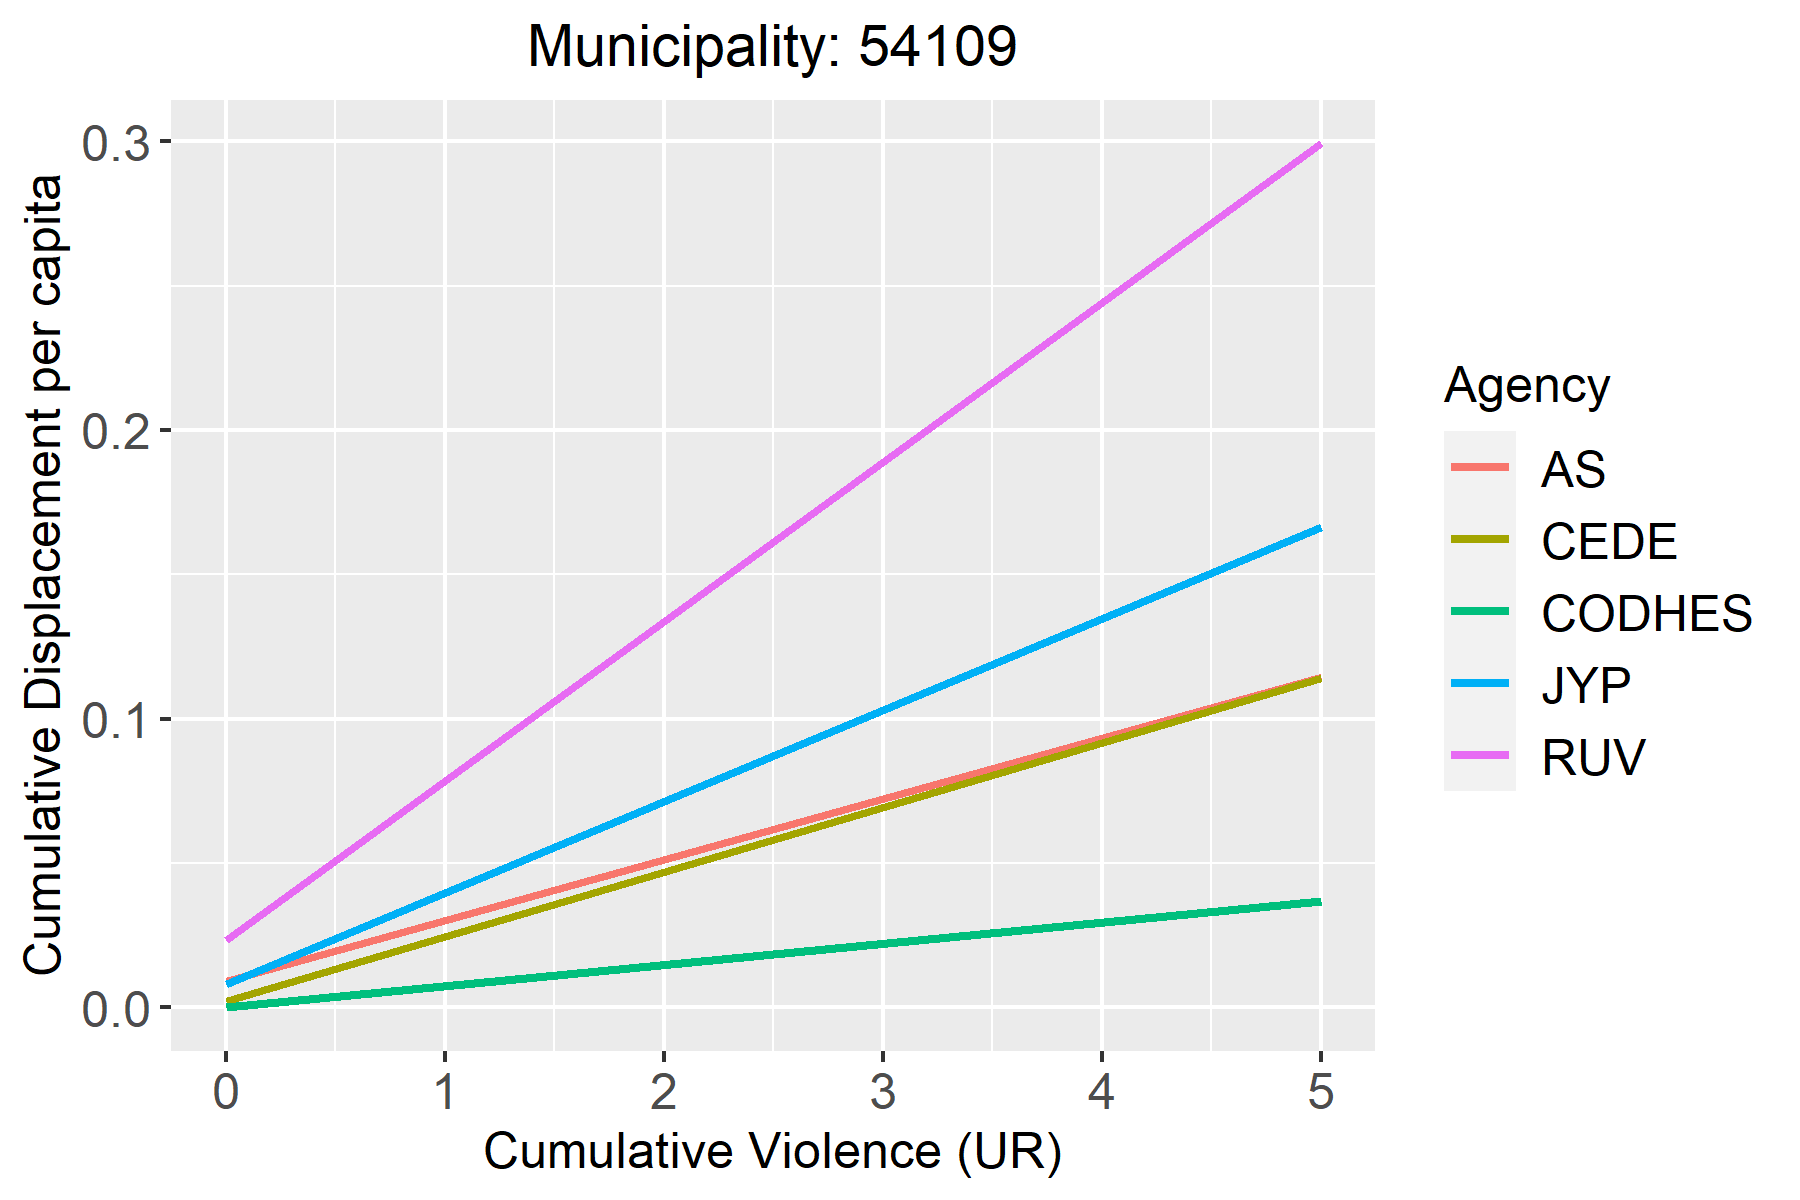 Municipality: 54109
Cumulative Displacement per capita
0.3
0.2
0.1
0.0
0 1 2 3 4 5
Cumulative Violence (UR)
Agency
AS
CEDE
CODHES
JYP
RUV